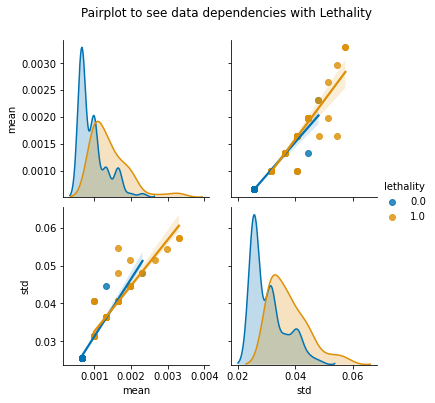 Pairplot to see data dependencies with Lethality
0.0030
0.0025
0.0020
0.0015
0.0010
mean
lethality
0.0
1.0
0.06
0.05
0.04
0.03
std
0.001 0.002 0.003 0.004
mean
0.02 0.04 0.06
std